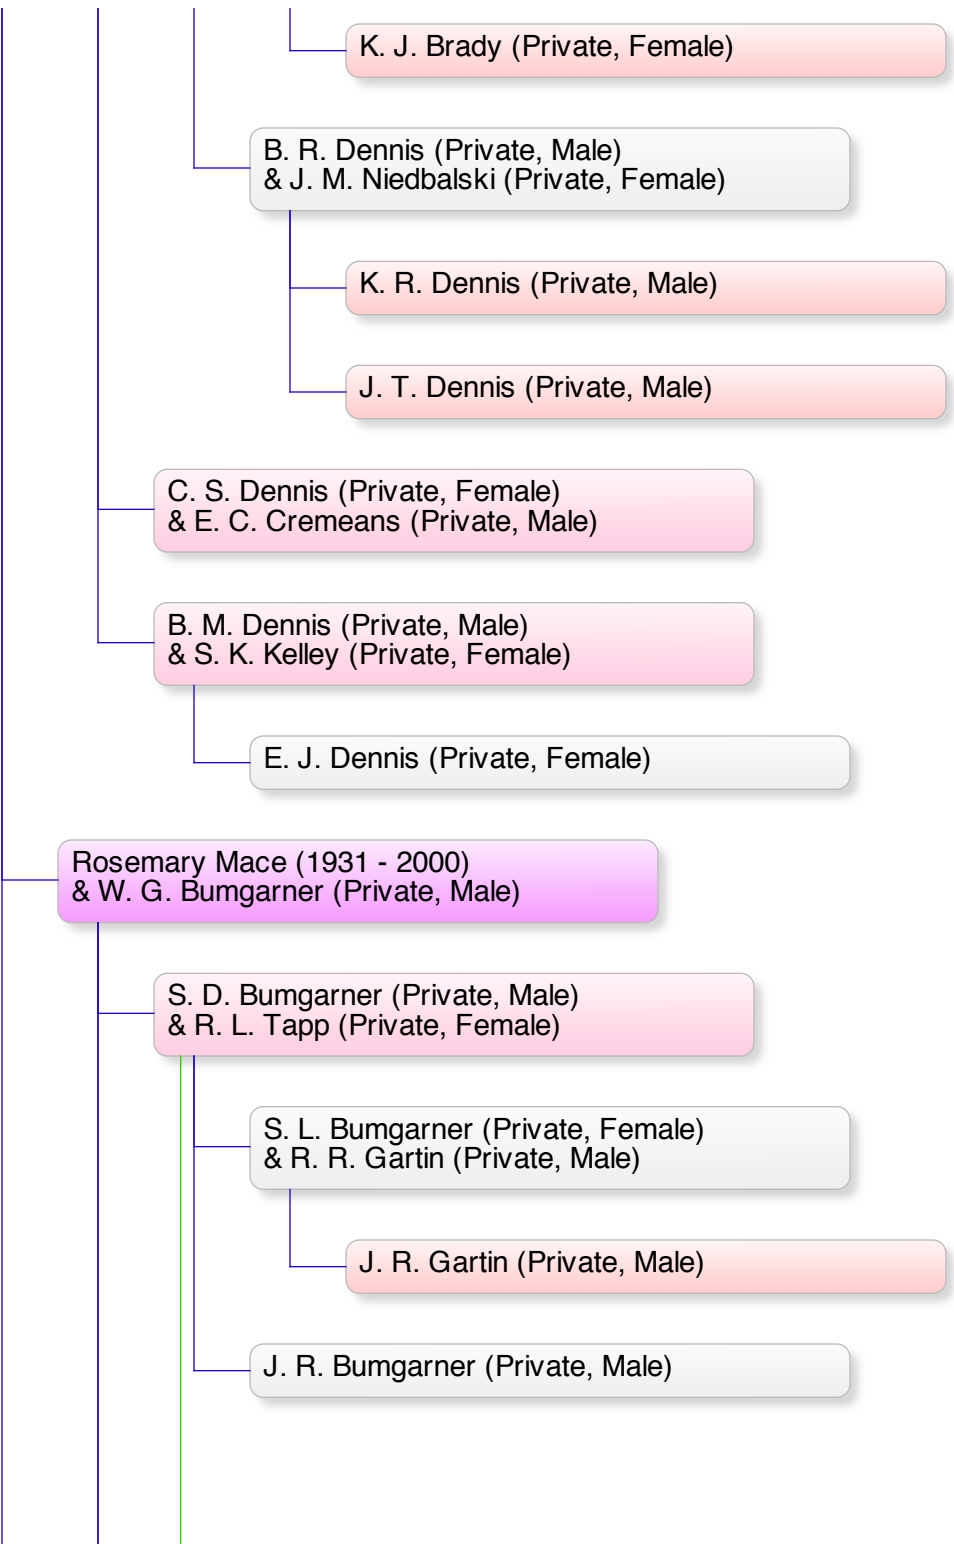 K. J. Brady (Private, Female)
B. R. Dennis (Private, Male)
& J. M. Niedbalski (Private, Female)
K. R. Dennis (Private, Male)
J. T. Dennis (Private, Male)
C. S. Dennis (Private, Female)
& E. C. Cremeans (Private, Male)
B. M. Dennis (Private, Male)
& S. K. Kelley (Private, Female)
E. J. Dennis (Private, Female)
Rosemary Mace (1931 - 2000)
& W. G. Bumgarner (Private, Male)
S. D. Bumgarner (Private, Male)
& R. L. Tapp (Private, Female)
S. L. Bumgarner (Private, Female)
& R. R. Gartin (Private, Male)
J. R. Gartin (Private, Male)
J. R. Bumgarner (Private, Male)